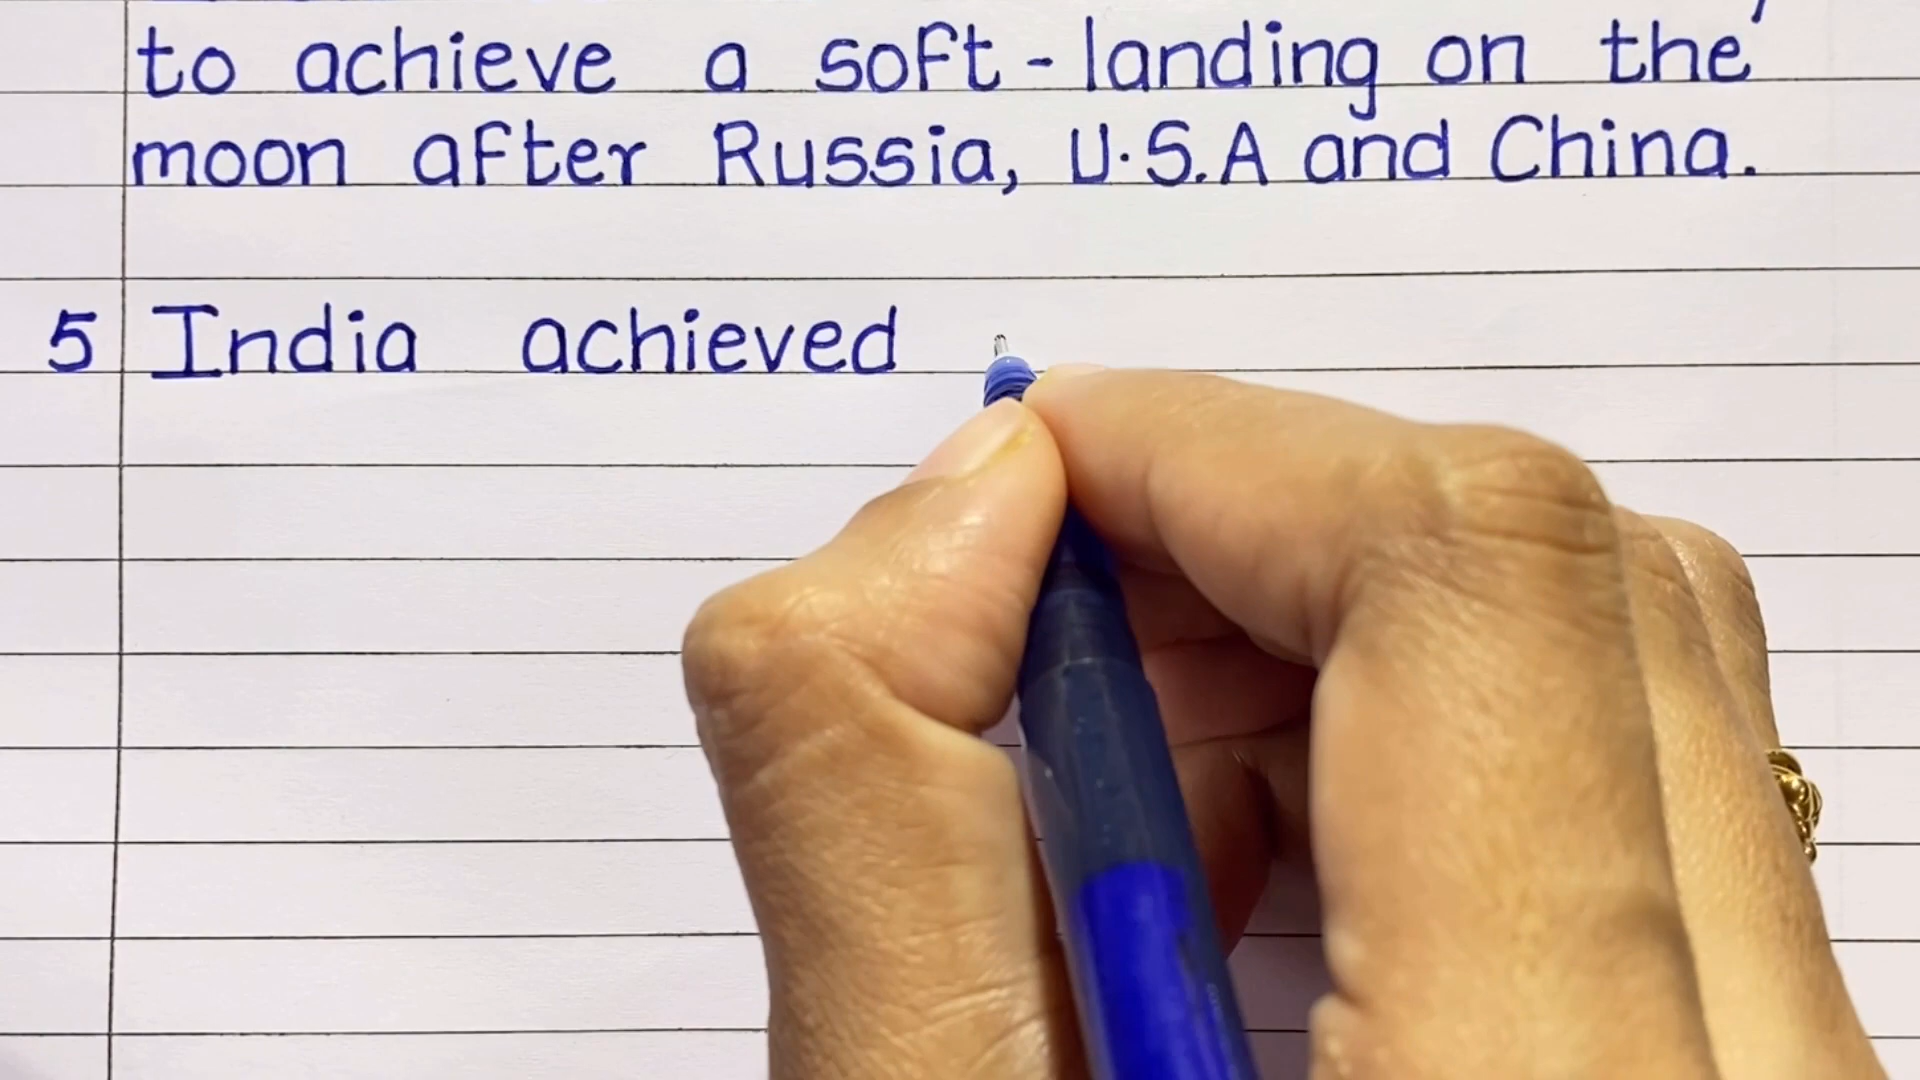 to achieve a soft-landing on the
moon after Russia, U.S.A and China.
5 India achieved